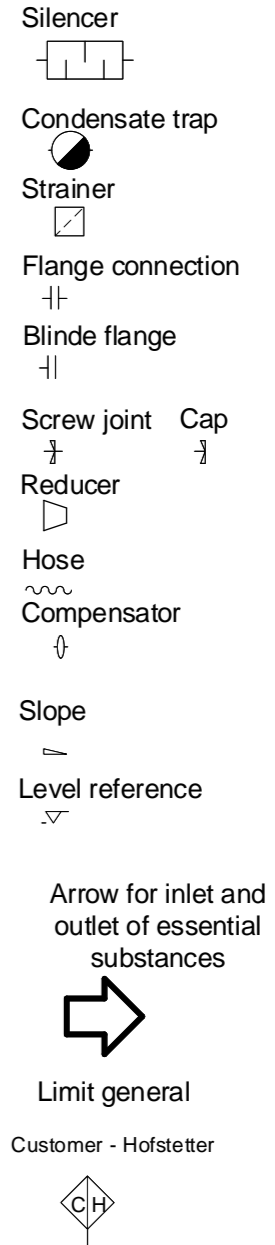 Silencer
Condensate trap
Strainer
Flange connection
Blinde flange
Screw joint Cap
Reducer
Hose
Compensator
Slope
Level reference
Arrow for inlet and
outlet of essential
substances
Limit general
Customer - Hofstetter
C H